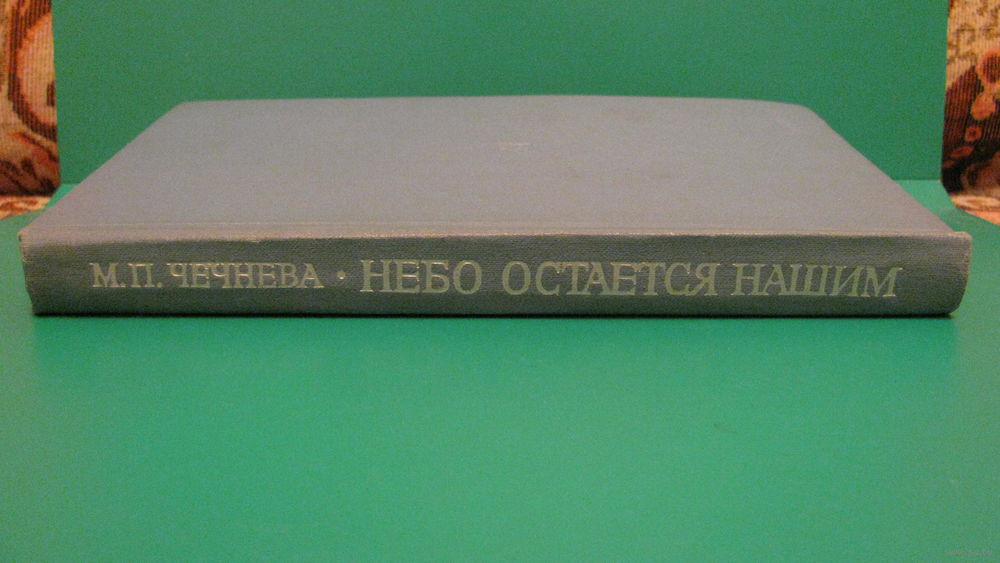 М.П. ЧЕЧНЕВА · НЕБО ОСТАЕТСЯ НАШИМ